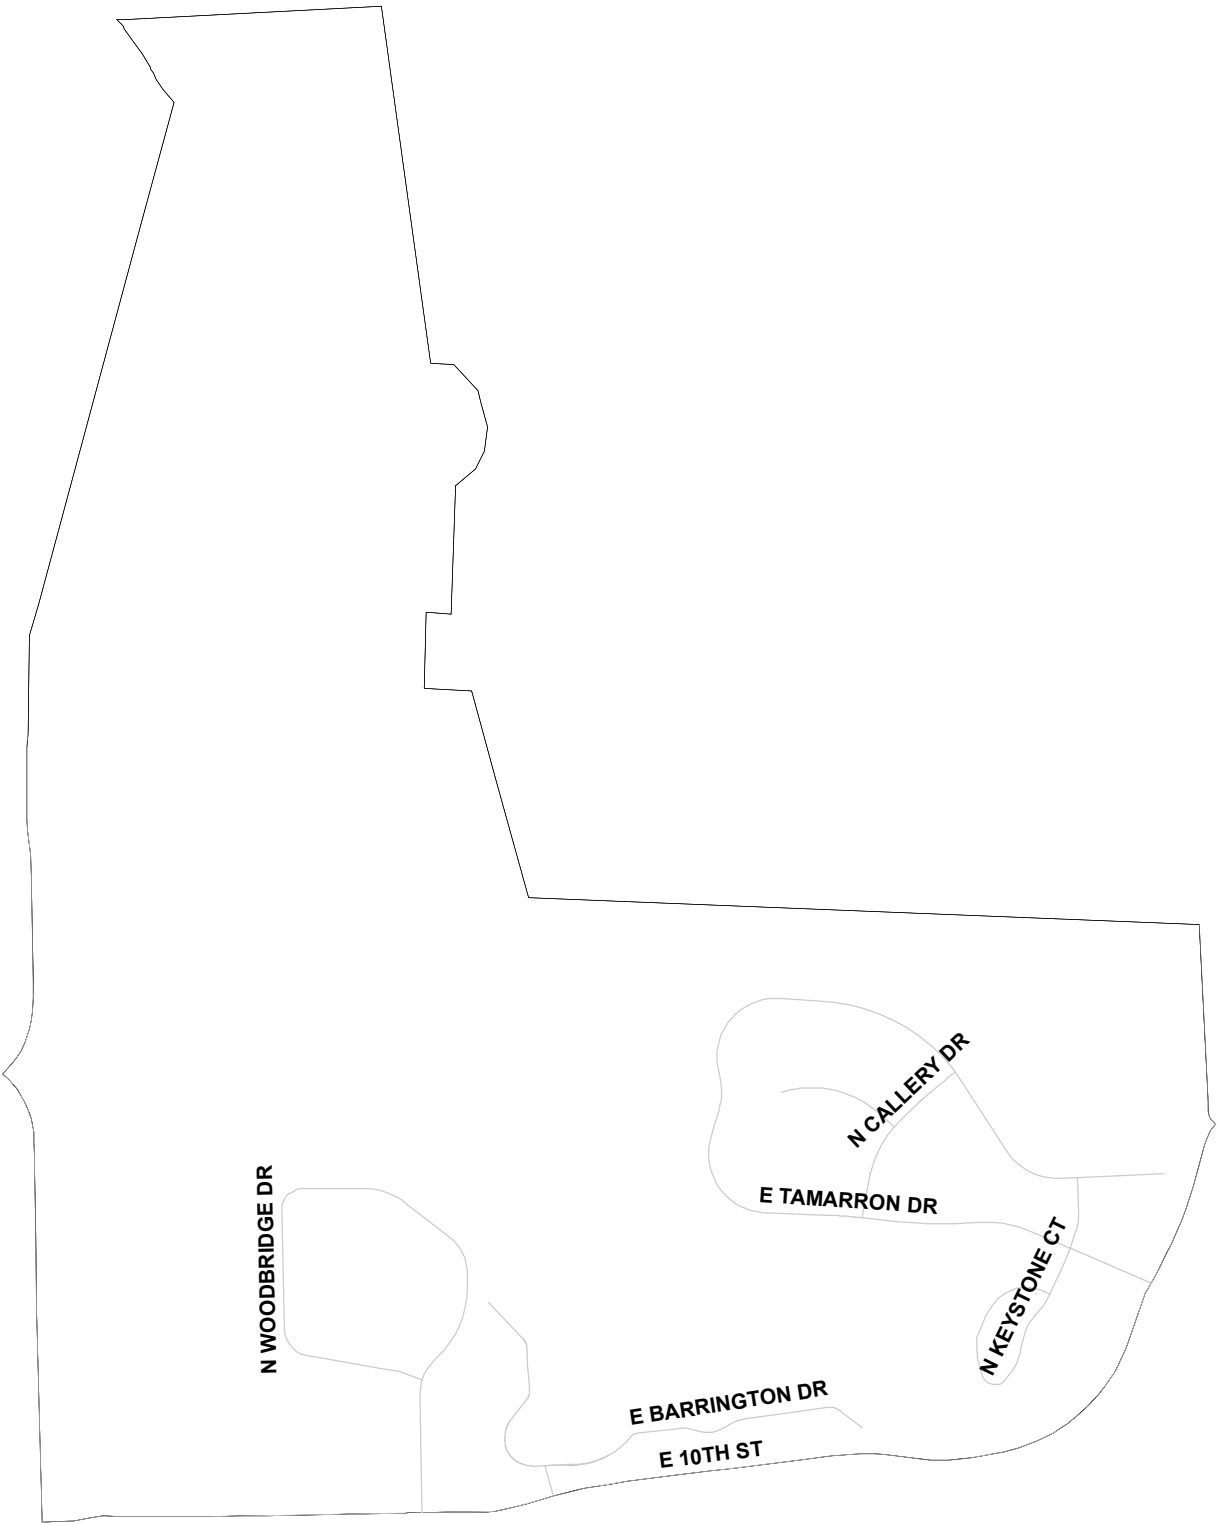 N CALLERY DR
N WOODBRIDGE DR
E TAMARRON DR
N KEYSTONE CT
E BARRINGTON DR
E 10TH ST